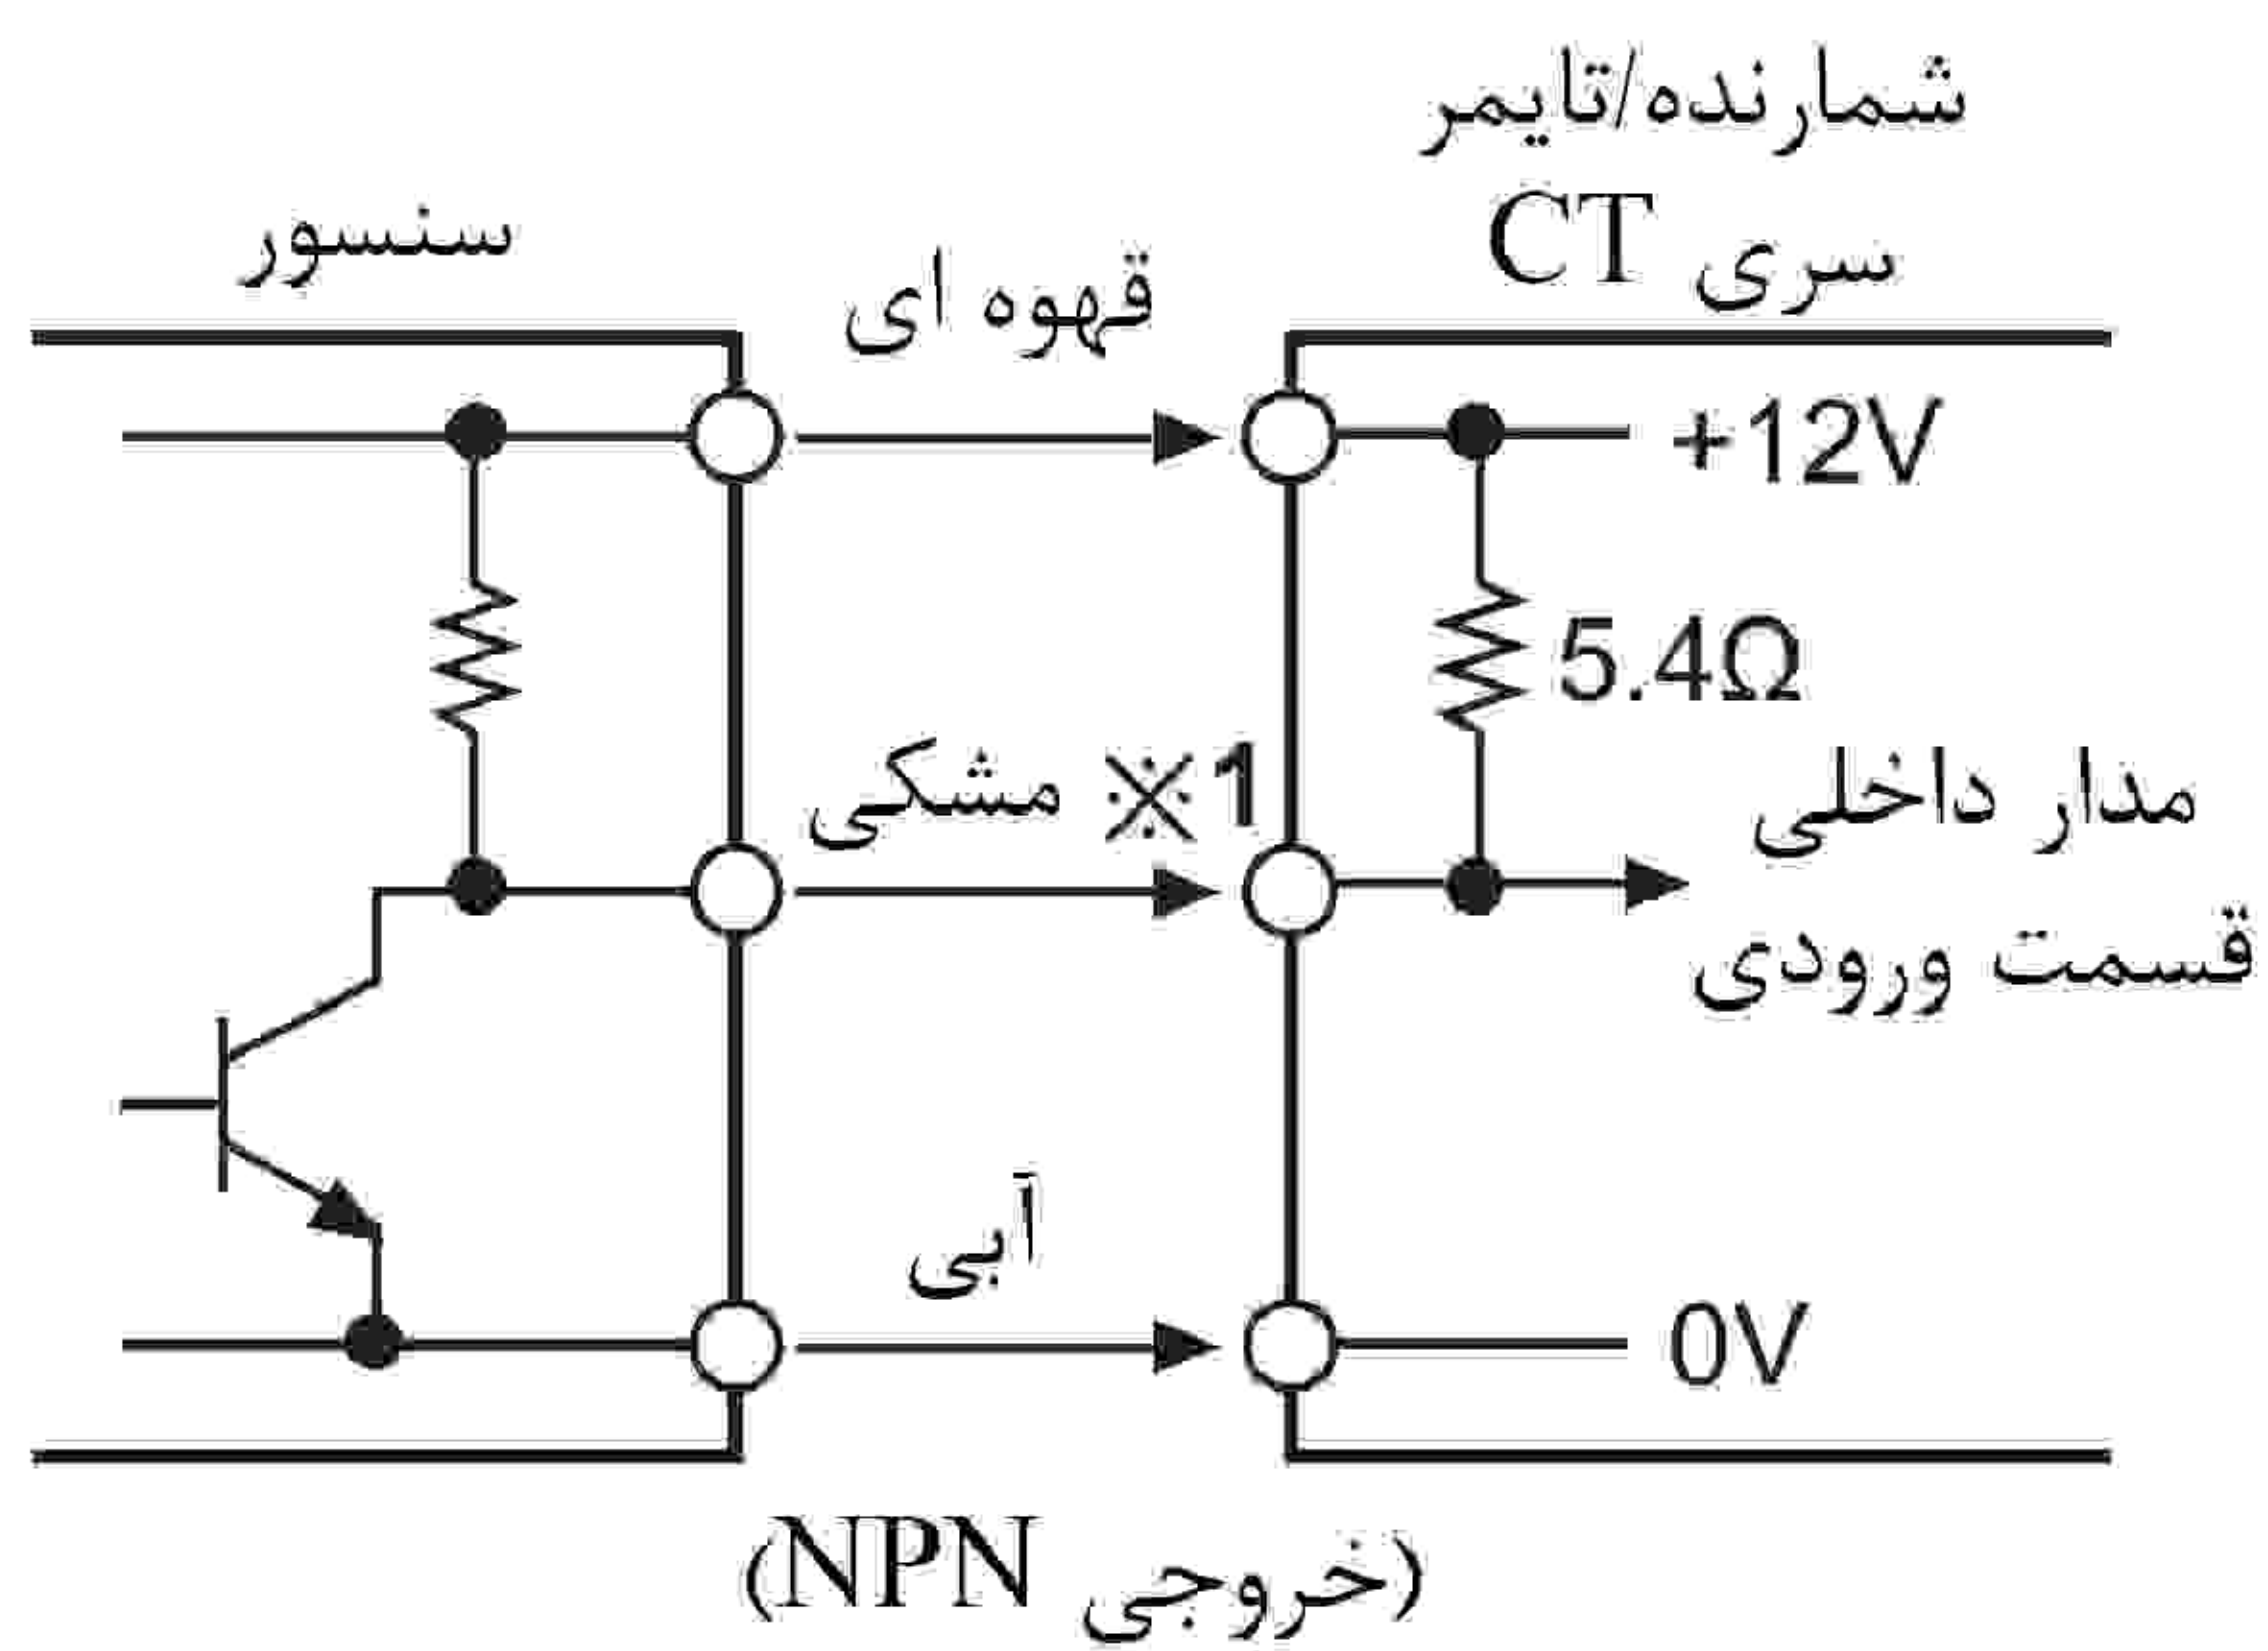 شمارنده/تایمر
سری CT
سنسور
قهوه ای
+12V
5.4Ω
مشکی ※1
مدار داخلی
قسمت ورودی
آبی
0V
(خروجی NPN)